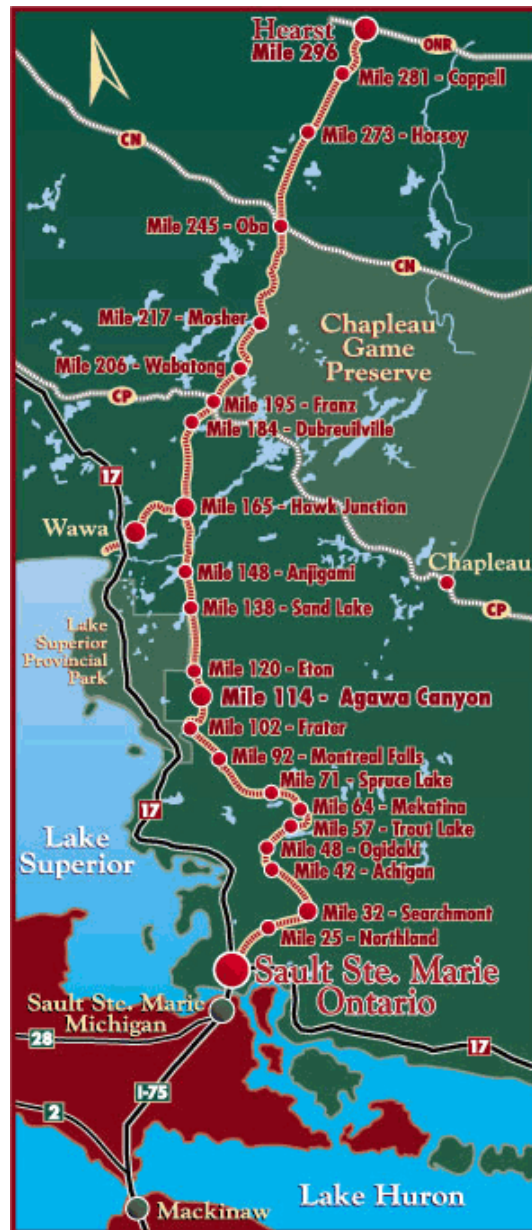 Hearst
Mile 296
ONR
Mile 281 - Coppell
Mile 273 - Horsey
CN
Mile 245 - Oba
CN
Mile 217 - Mosher
Chapleau
Game
Preserve
Mile 206 - Wabatong
CP
Mile 195 - Franz
Mile 184 - Dubreuilville
17
Mile 165 - Hawk Junction
Wawa
Chapleau
Mile 148 - Anjigami
CP
Mile 138 - Sand Lake
Lake
Superior
Provincial
Park
Mile 120 - Eton
Mile 114 - Agawa Canyon
Mile 102 - Frater
Mile 92 - Montreal Falls
Mile 71 - Spruce Lake
17
Mile 64 - Mekatina
Mile 57 - Trout Lake
Lake
Superior
Mile 48 - Ogidaki
Mile 42 - Achigan
Mile 32 - Searchmont
Mile 25 - Northland
Sault Ste. Marie
Ontario
Sault Ste. Marie
Michigan
28
17
I-75
2
Mackinaw
Lake Huron